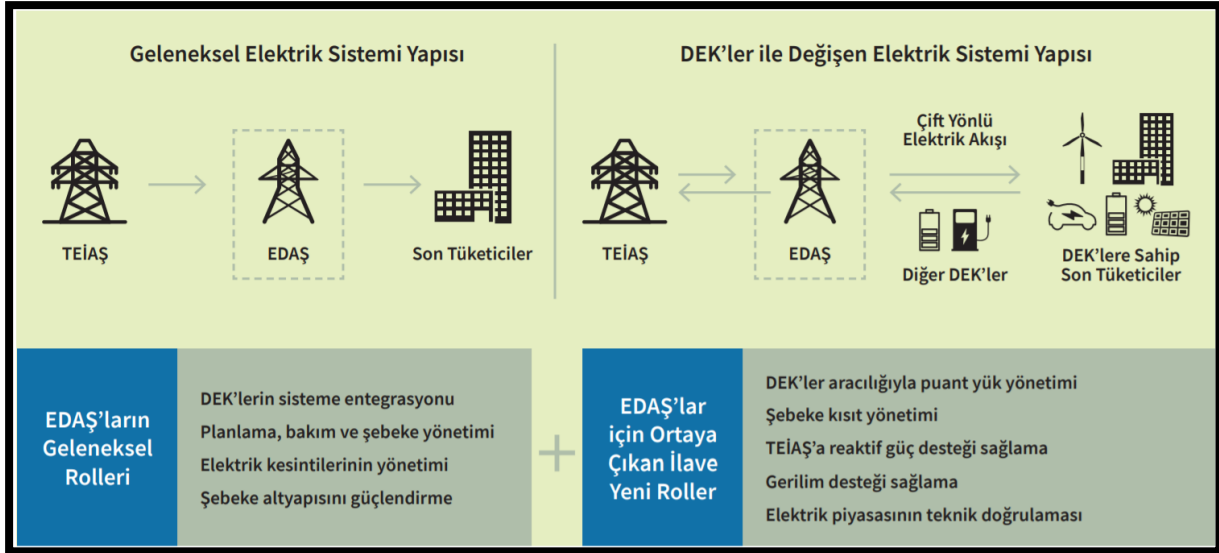 Geleneksel Elektrik Sistemi Yapısı
TEİAŞ
EDAŞ
Son Tüketiciler
DEK’ler ile Değişen Elektrik Sistemi Yapısı
Çift Yönlü
Elektrik Akışı
TEİAŞ
EDAŞ
Diğer DEK’ler
DEK’lere Sahip
Son Tüketiciler
EDAŞ’ların
Geleneksel
Rolleri
DEK’lerin sisteme entegrasyonu
Planlama, bakım ve şebeke yönetimi
Elektrik kesintilerinin yönetimi
Şebeke altyapısını güçlendirme
+
EDAŞ’lar
için Ortaya
Çıkan İlave
Yeni Roller
DEK’ler aracılığıyla puant yük yönetimi
Şebeke kısıt yönetimi
TEİAŞ’a reaktif güç desteği sağlama
Gerilim desteği sağlama
Elektrik piyasasının teknik doğrulaması